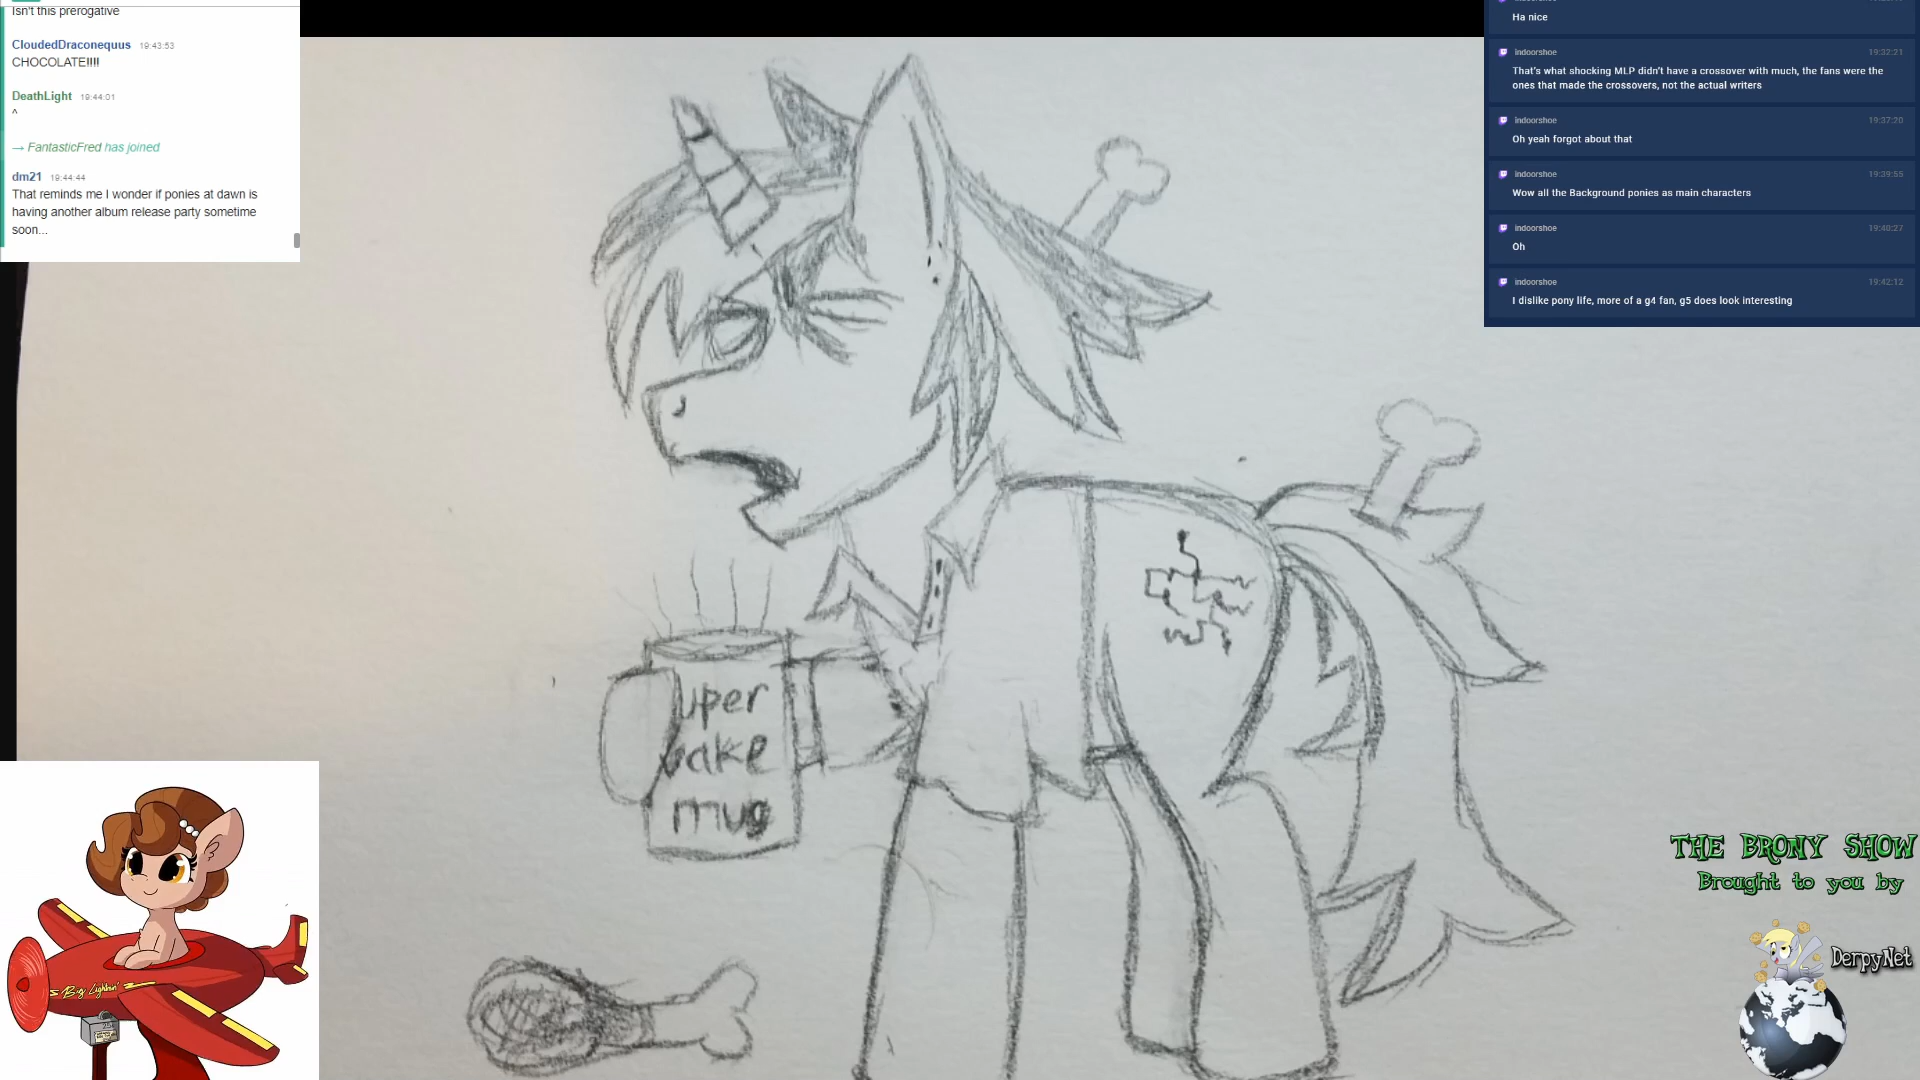 Isn't this prerogative
CloudedDraconequus 19:43:53
CHOCOLATE!!!!
DeathLight 19:44:01
^
→ FantasticFred has joined
dm21 19:44:44
That reminds me I wonder if ponies at dawn is
having another album release party sometime
soon...
Ha nice
indoorshoe 19:32:21
That's what shocking MLP didn't have a crossover with much, the fans were the
ones that made the crossovers, not the actual writers
indoorshoe 19:37:20
Oh yeah forgot about that
indoorshoe 19:39:55
Wow all the Background ponies as main characters
indoorshoe 19:40:27
Oh
indoorshoe 19:42:12
I dislike pony life, more of a g4 fan, g5 does look interesting
uper
wake
mug
Big Lightnin'
THE BRONY SHOW
Brought to you by
DerpyNet